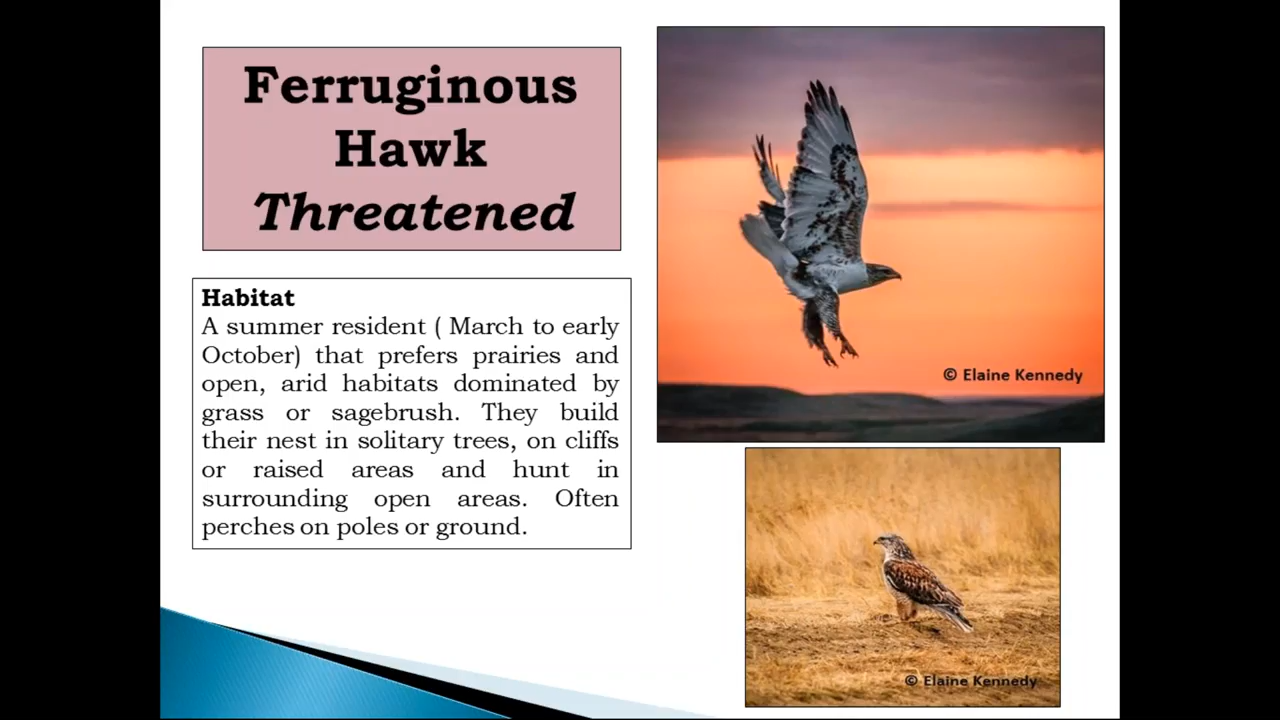 Ferruginous
Hawk
Threatened
Habitat
A summer resident ( March to early
October) that prefers prairies and
open, arid habitats dominated by
grass or sagebrush. They build
their nest in solitary trees, on cliffs
or raised areas and hunt in
surrounding open areas. Often
perches on poles or ground.
© Elaine Kennedy
© Elaine Kennedy